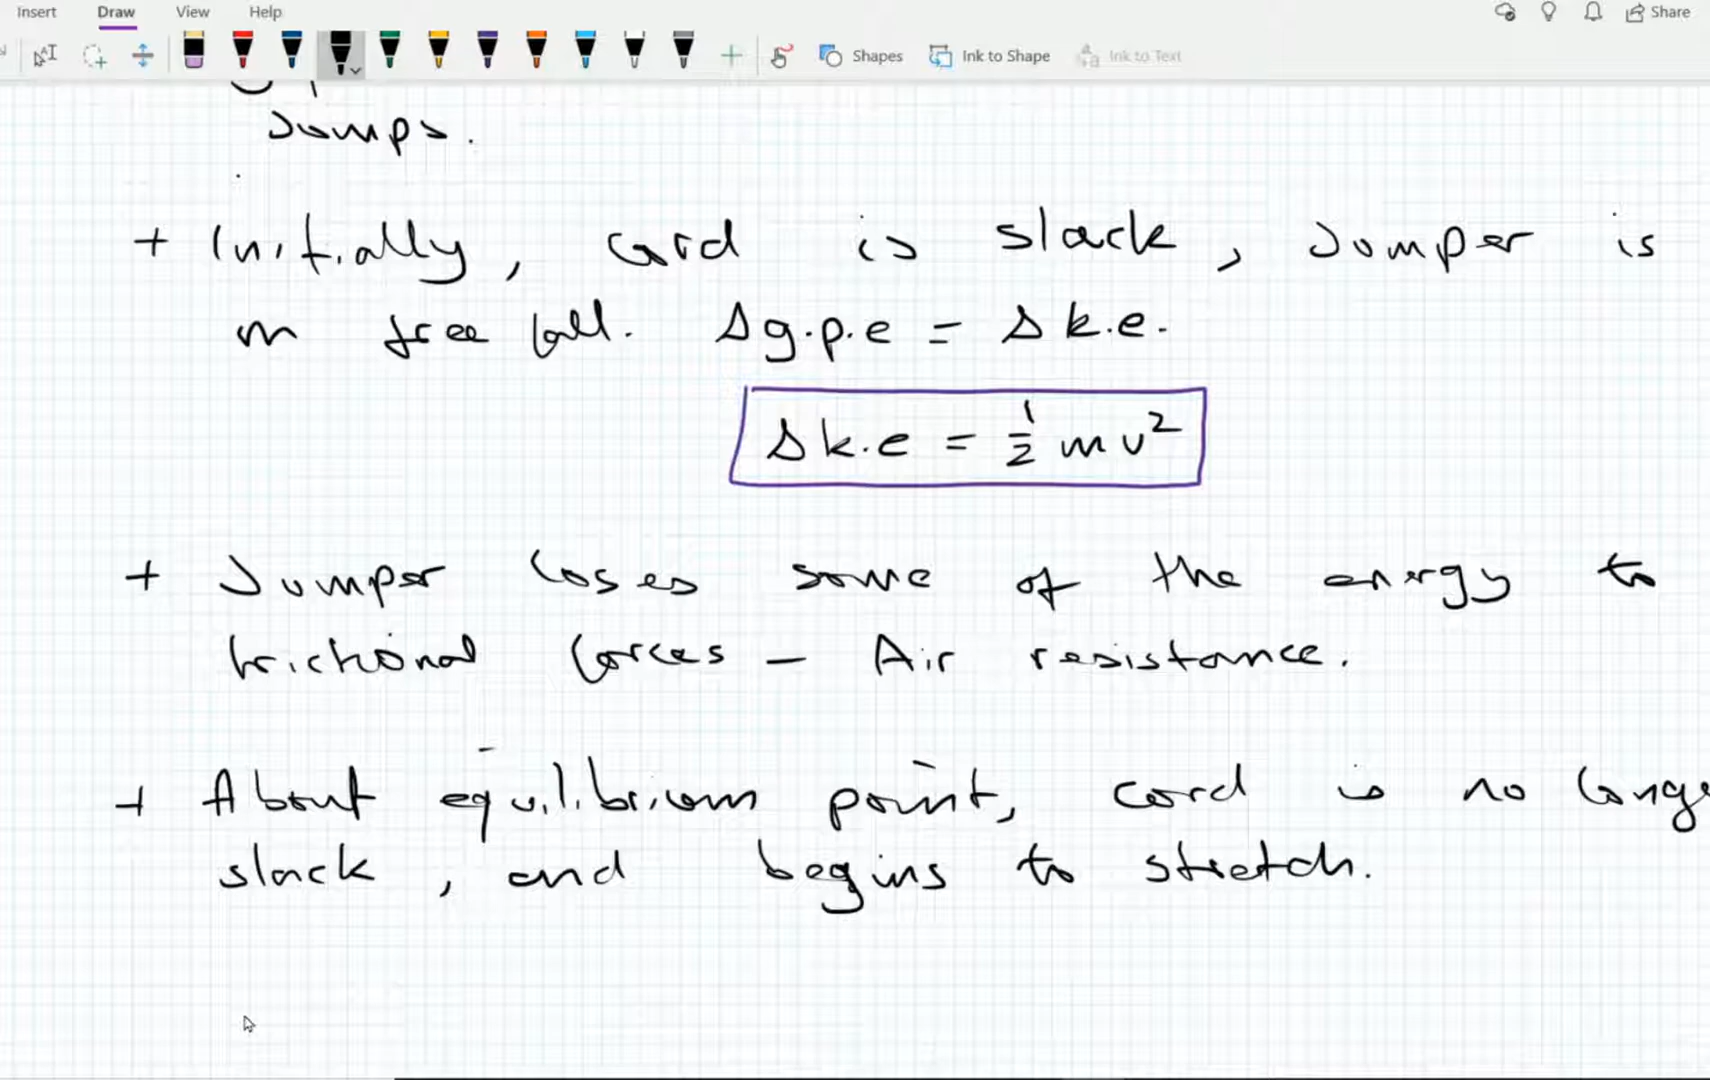 Insert Draw View Help Share
Shapes Ink to Shape Ink to Text
Jumps.
+ Initially, cord is slack, Jumper is
in free fall. Δg.p.e = Δk.e.
Δk.e = ½mv²
+ Jumper loses some of the energy to
frictional forces – Air resistance.
+ About equilibrium point, cord is no longe
slack, and begins to stretch.